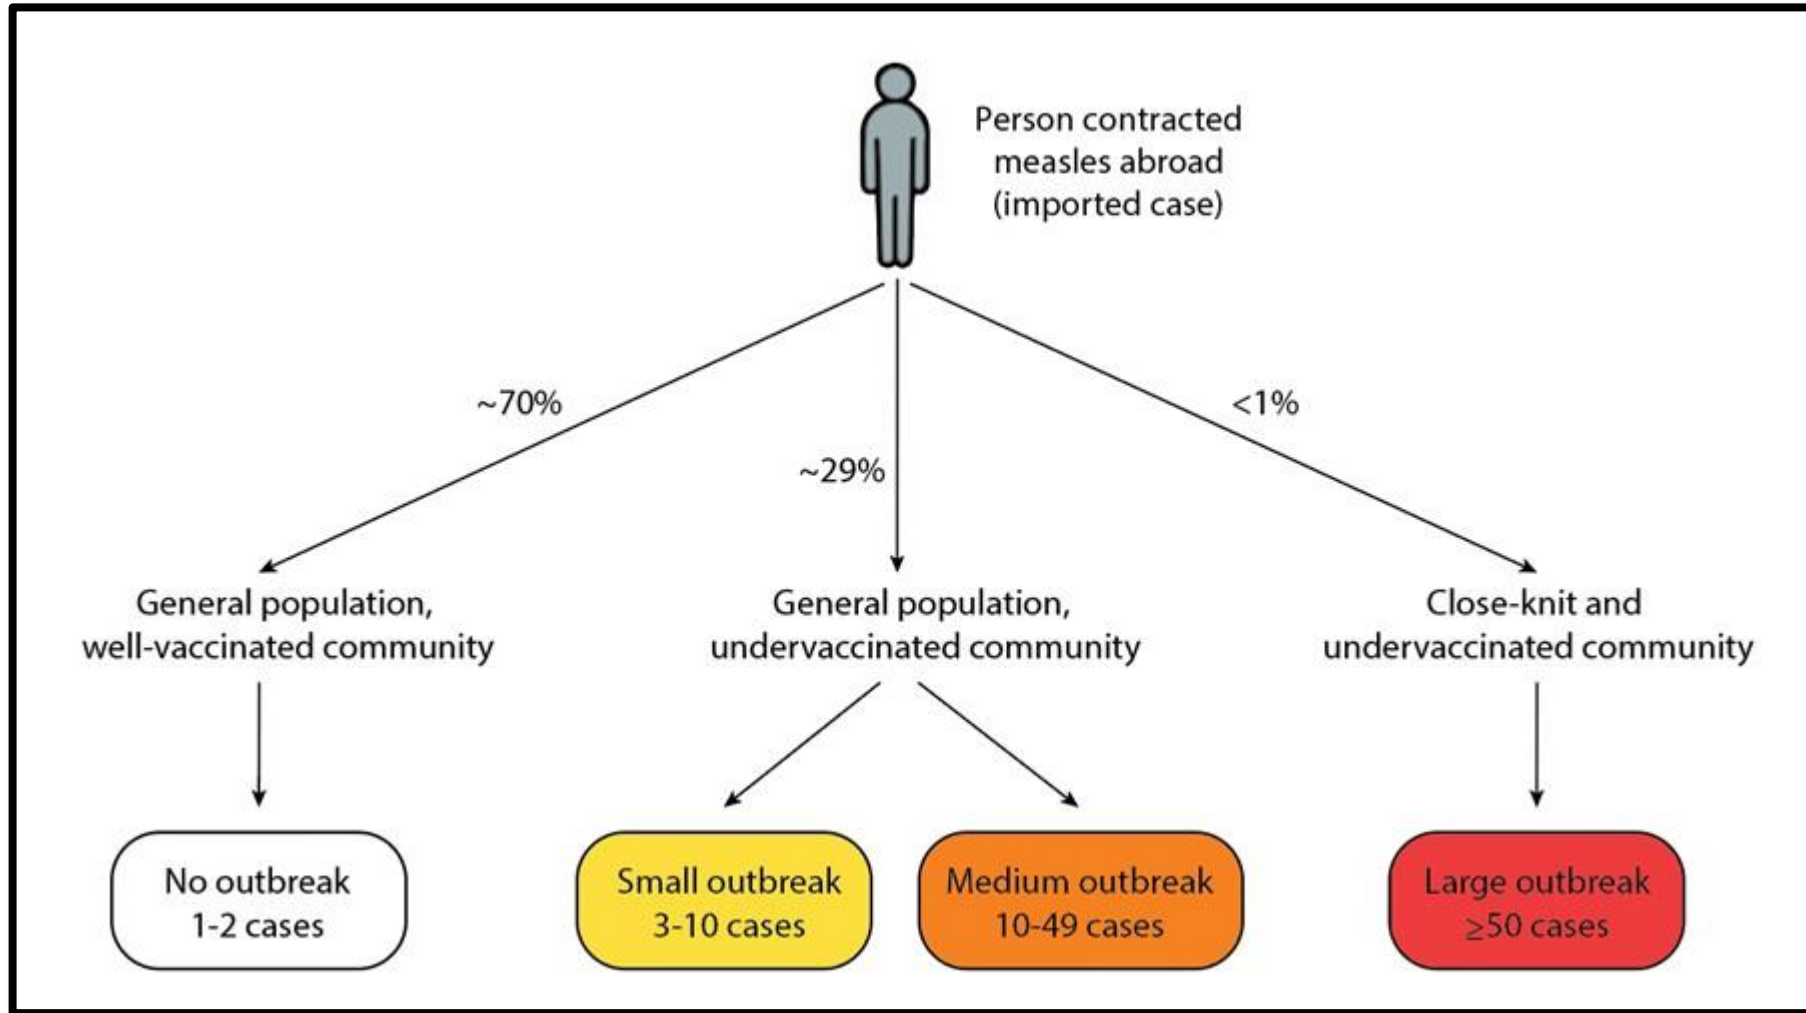 Person contracted
measles abroad
(imported case)
~70%
~29%
<1%
General population,
well-vaccinated community
General population,
undervaccinated community
Close-knit and
undervaccinated community
No outbreak
1-2 cases
Small outbreak
3-10 cases
Medium outbreak
10-49 cases
Large outbreak
≥50 cases